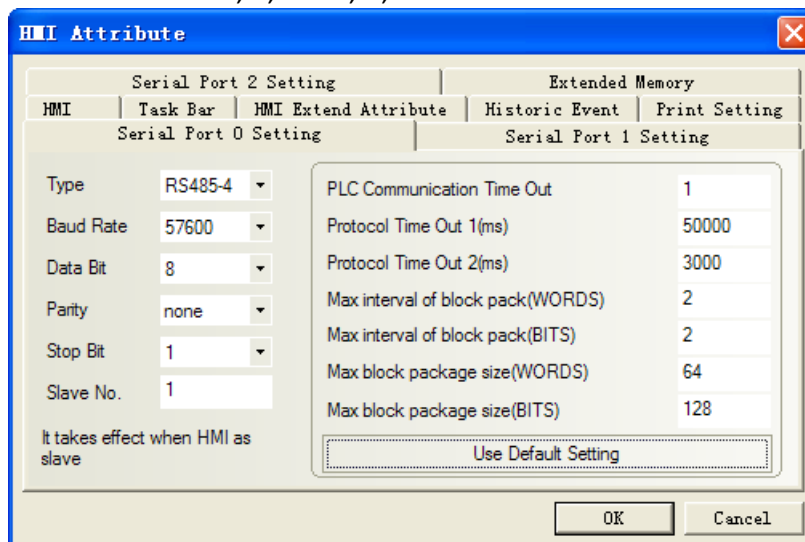 HMI Attribute
Serial Port 2 Setting Extended Memory
HMI Task Bar HMI Extend Attribute Historic Event Print Setting
Serial Port 0 Setting Serial Port 1 Setting
Type RS485-4
Baud Rate 57600
Data Bit 8
Parity none
Stop Bit 1
Slave No. 1
It takes effect when HMI as
slave
PLC Communication Time Out 1
Protocol Time Out 1(ms) 50000
Protocol Time Out 2(ms) 3000
Max interval of block pack(WORDS) 2
Max interval of block pack(BITS) 2
Max block package size(WORDS) 64
Max block package size(BITS) 128
Use Default Setting
OK Cancel